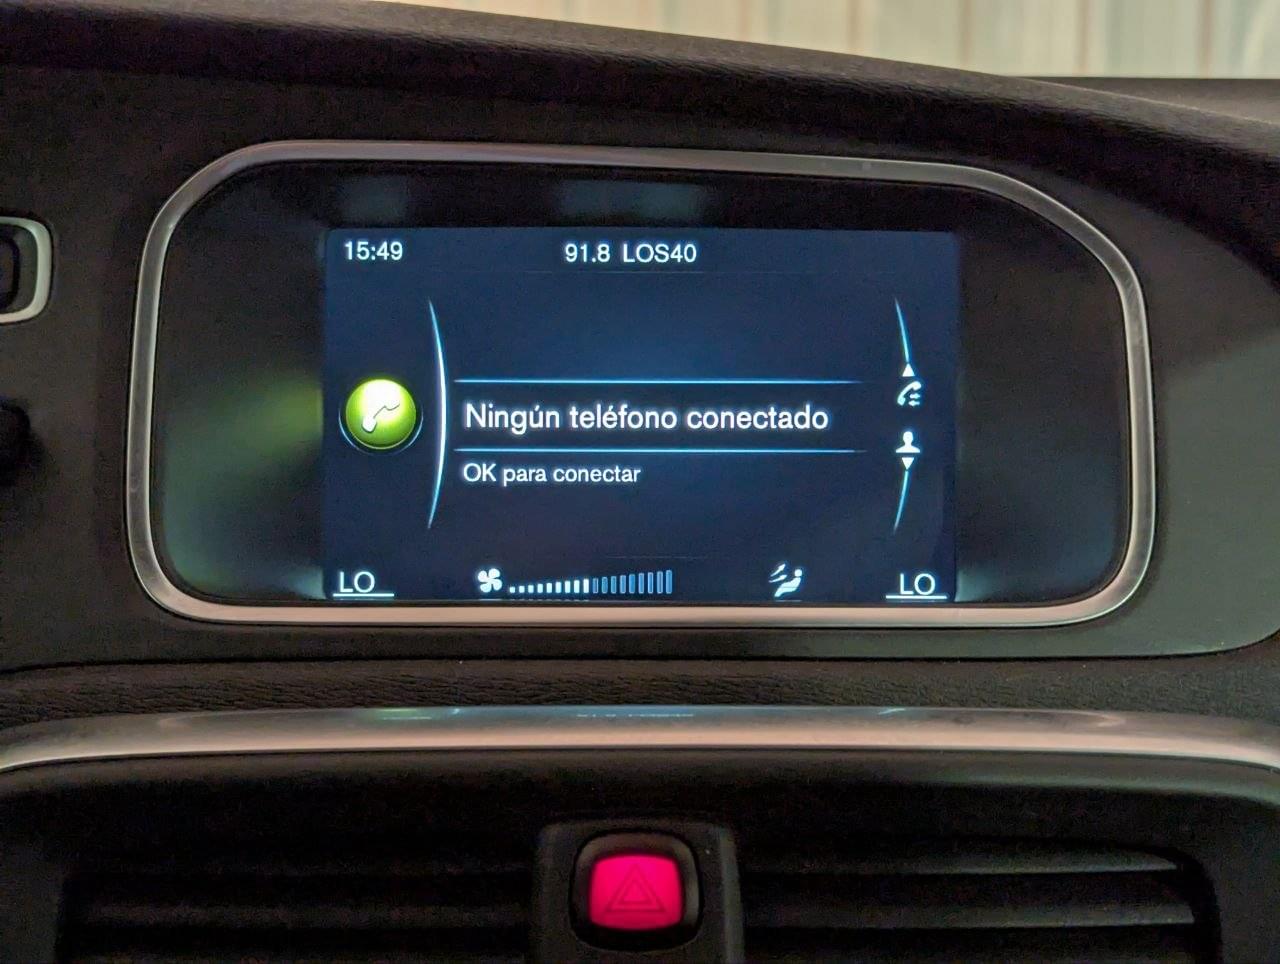 15:49
91.8 LOS40
Ningún teléfono conectado
OK para conectar
LO
LO